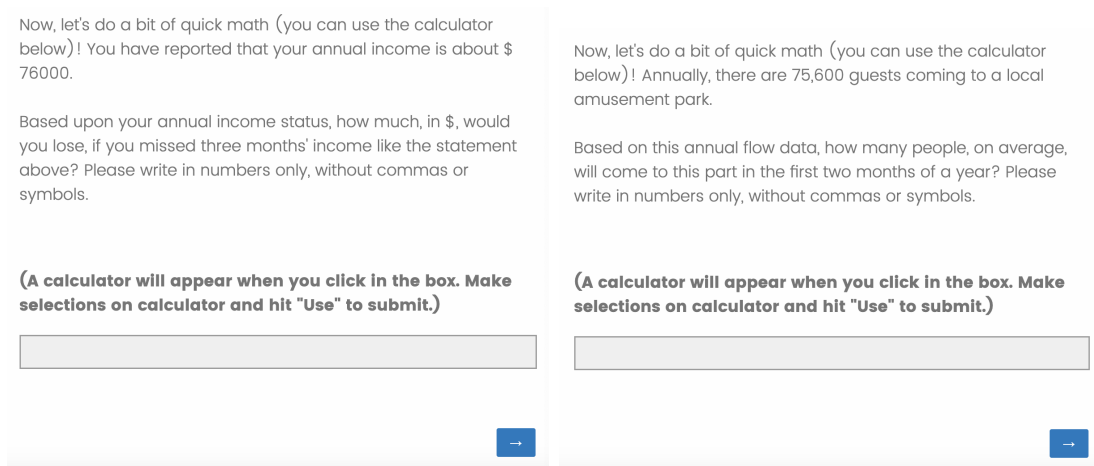 Now, let's do a bit of quick math (you can use the calculator
below)! You have reported that your annual income is about $
76000.
Based upon your annual income status, how much, in $, would
you lose, if you missed three months' income like the statement
above? Please write in numbers only, without commas or
symbols.
(A calculator will appear when you click in the box. Make
selections on calculator and hit "Use" to submit.)
→
Now, let's do a bit of quick math (you can use the calculator
below)! Annually, there are 75,600 guests coming to a local
amusement park.
Based on this annual flow data, how many people, on average,
will come to this part in the first two months of a year? Please
write in numbers only, without commas or symbols.
(A calculator will appear when you click in the box. Make
selections on calculator and hit "Use" to submit.)
→